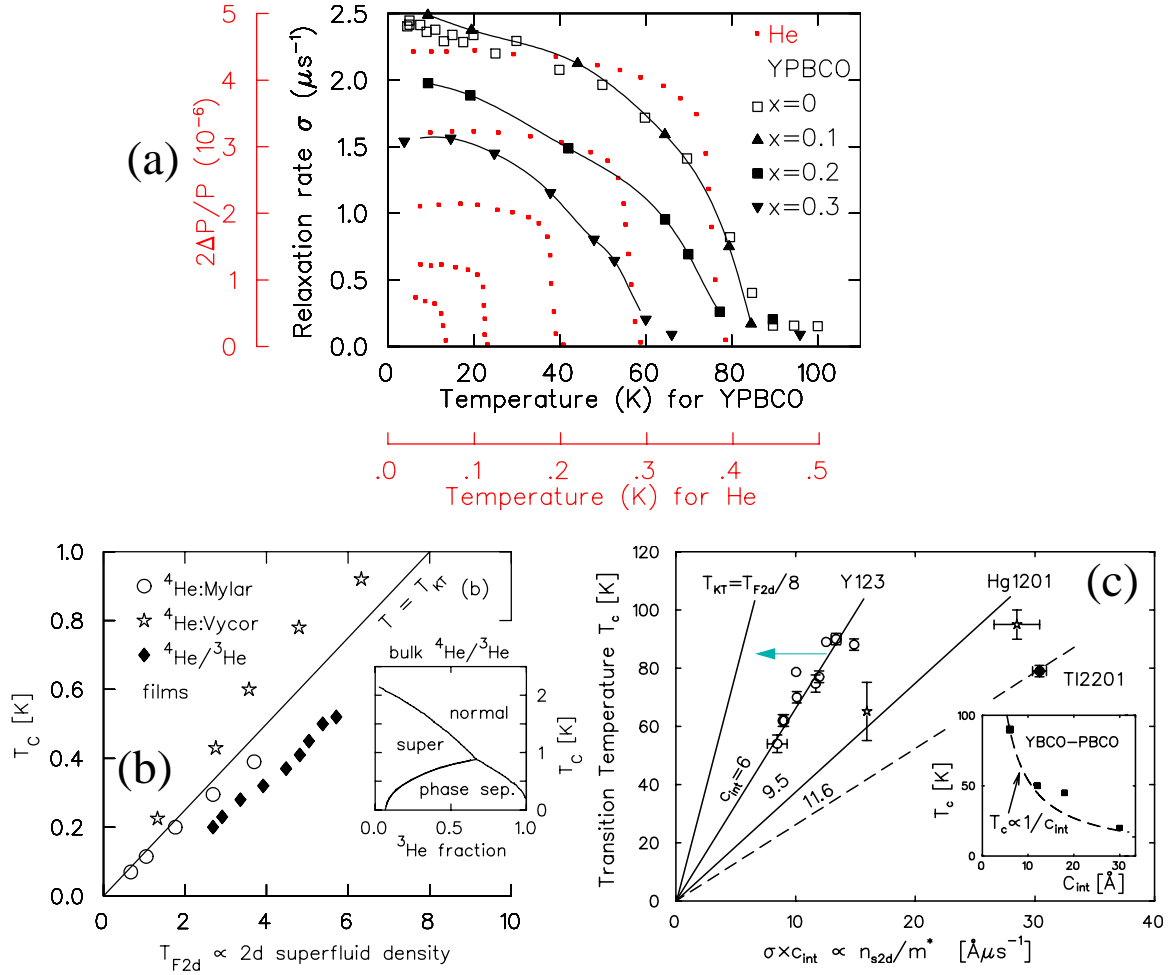 (a)
2ΔP/P (10⁻⁶)
5
4
3
2
1
0
Relaxation rate σ (μs⁻¹)
2.5
2.0
1.5
1.0
0.5
0.0
He
YPBCO
x=0
x=0.1
x=0.2
x=0.3
0 20 40 60 80 100
Temperature (K) for YPBCO
.0 .1 .2 .3 .4 .5
Temperature (K) for He
(b)
T_C [K]
1.0
0.8
0.6
0.4
0.2
0.0
⁴He:Mylar
⁴He:Vycor
⁴He/³He
films
T = T_KT
(b)
bulk ⁴He/³He
normal
super
phase sep.
2
1
0
T_C [K]
0.0 0.5 1.0
³He fraction
0 2 4 6 8 10
T_F2d ∝ 2d superfluid density
(c)
Transition Temperature T_c [K]
120
100
80
60
40
20
0
T_KT=T_F2d/8
Y123
Hg1201
Tl2201
c_int=6
9.5
11.6
YBCO−PBCO
T_c∝1/c_int
T_c [K]
100
50
0
0 10 20 30
C_int [Å]
0 10 20 30 40
σ×c_int ∝ n_s2d/m* [Åμs⁻¹]